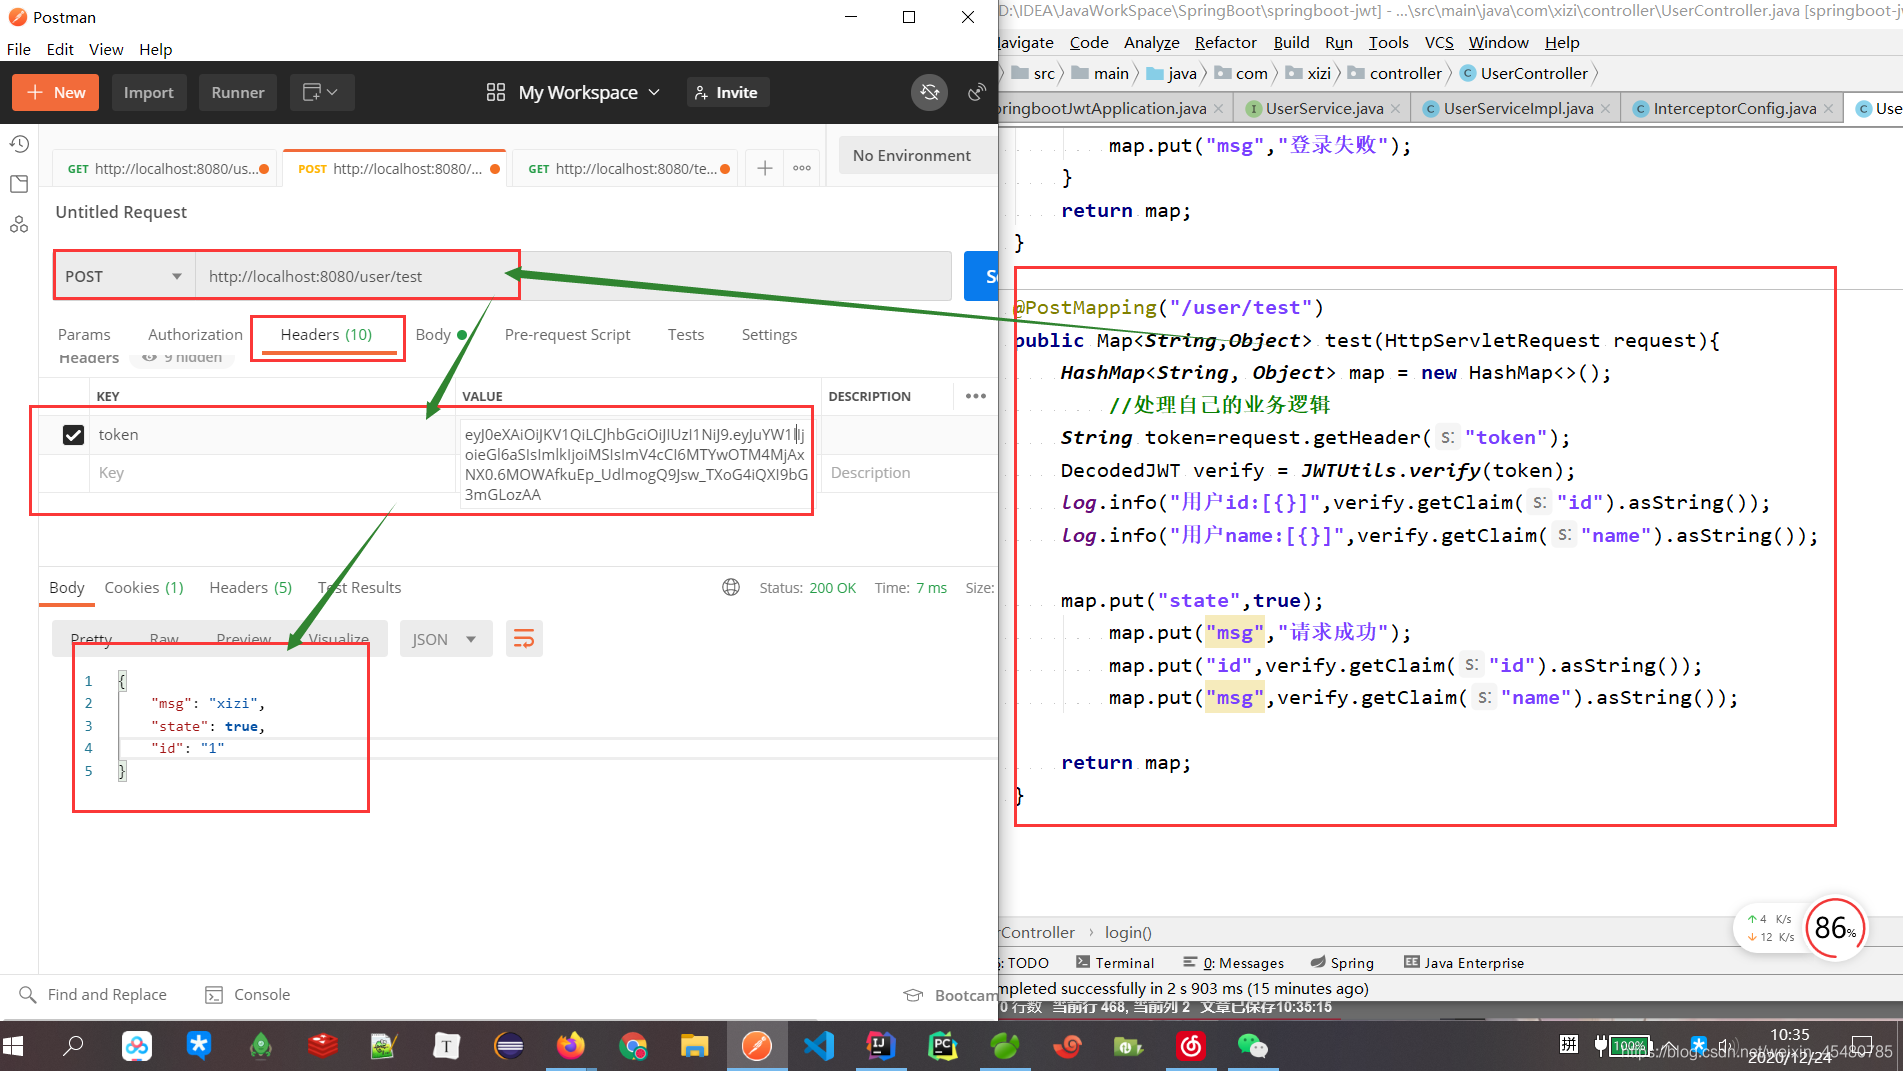 Postman
File Edit View Help
New Import Runner My Workspace Invite
GET http://localhost:8080/us... POST http://localhost:8080/... GET http://localhost:8080/te... No Environment
Untitled Request
POST http://localhost:8080/user/test
Params Authorization Headers (10) Body Pre-request Script Tests Settings
Headers 9 hidden
KEY VALUE DESCRIPTION
token
eyJ0eXAiOiJKV1QiLCJhbGciOiJIUzI1NiJ9.eyJuYW1lIj
oieGl6aSIsImlkIjoiMSIsImV4cCI6MTYwOTM4MjAx
NX0.6MOWAfkuEp_UdlmogQ9Jsw_TXoG4iQXI9bG
3mGLozAA
Key Description
Body Cookies (1) Headers (5) Test Results Status: 200 OK Time: 7 ms Size:
Pretty Raw Preview Visualize JSON
1 {
2 "msg": "xizi",
3 "state": true,
4 "id": "1"
5 }
Find and Replace Console Bootcam
D:\IDEA\JavaWorkSpace\SpringBoot\springboot-jwt] - ...\src\main\java\com\xizi\controller\UserController.java [springboot-j
Navigate Code Analyze Refactor Build Run Tools VCS Window Help
src main java com xizi controller UserController
pringbootJwtApplication.java UserService.java UserServiceImpl.java InterceptorConfig.java Use
map.put("msg","登录失败");
}
return map;
}
@PostMapping("/user/test")
public Map<String,Object> test(HttpServletRequest request){
HashMap<String, Object> map = new HashMap<>();
//处理自己的业务逻辑
String token=request.getHeader( s: "token");
DecodedJWT verify = JWTUtils.verify(token);
log.info("用户id:[{}]",verify.getClaim( s: "id").asString());
log.info("用户name:[{}]",verify.getClaim( s: "name").asString());
map.put("state",true);
map.put("msg","请求成功");
map.put("id",verify.getClaim( s: "id").asString());
map.put("msg",verify.getClaim( s: "name").asString());
return map;
}
4 K/s
12 K/s
86%
rController › login()
: TODO Terminal 0: Messages Spring Java Enterprise
mpleted successfully in 2 s 903 ms (15 minutes ago)
0 行数 当前行 468, 当前列 2 文章已保存10:35:15
拼 100% 10:35
2020/12/24
https://blog.csdn.net/weixin_45480785